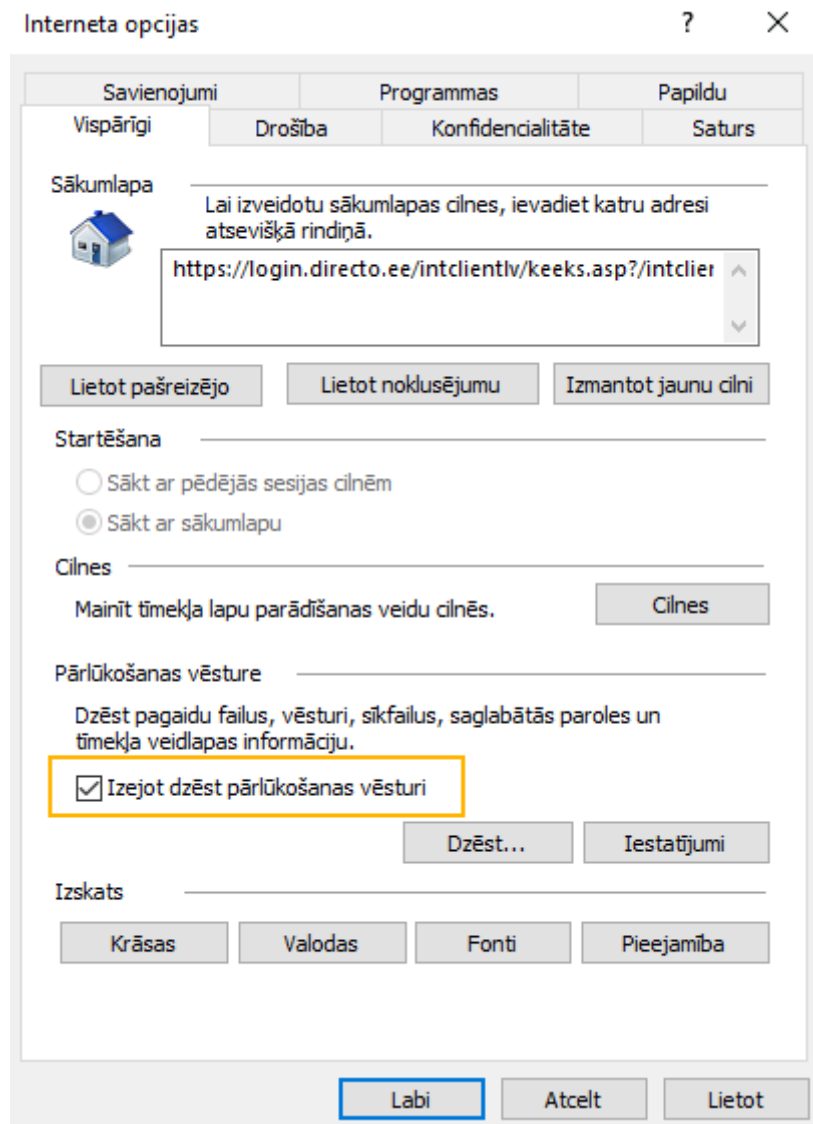 Interneta opcijas ?
Savienojumi Programmas Papildu
Vispārīgi Drošība Konfidencialitāte Saturs
Sākumlapa
Lai izveidotu sākumlapas cilnes, ievadiet katru adresi
atsevišķā rindiņā.
https://login.directo.ee/intclientlv/keeks.asp?/intclier
Lietot pašreizējo Lietot noklusējumu Izmantot jaunu cilni
Startēšana
Sākt ar pēdējās sesijas cilnēm
Sākt ar sākumlapu
Cilnes
Mainīt tīmekļa lapu parādīšanas veidu cilnēs. Cilnes
Pārlūkošanas vēsture
Dzēst pagaidu failus, vēsturi, sīkfailus, saglabātās paroles un
tīmekļa veidlapas informāciju.
Izejot dzēst pārlūkošanas vēsturi
Dzēst... Iestatījumi
Izskats
Krāsas Valodas Fonti Pieejamība
Labi Atcelt Lietot